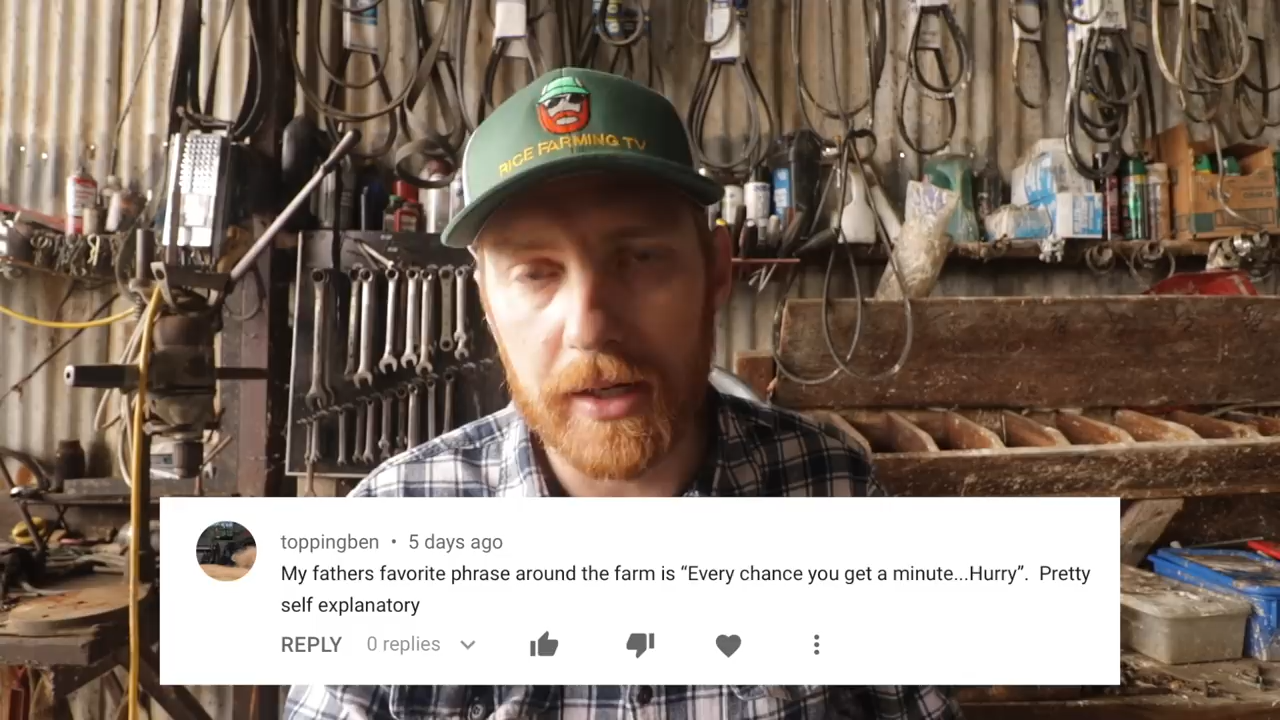 RICE FARMING TV
toppingben • 5 days ago
My fathers favorite phrase around the farm is “Every chance you get a minute...Hurry”. Pretty
self explanatory
REPLY 0 replies